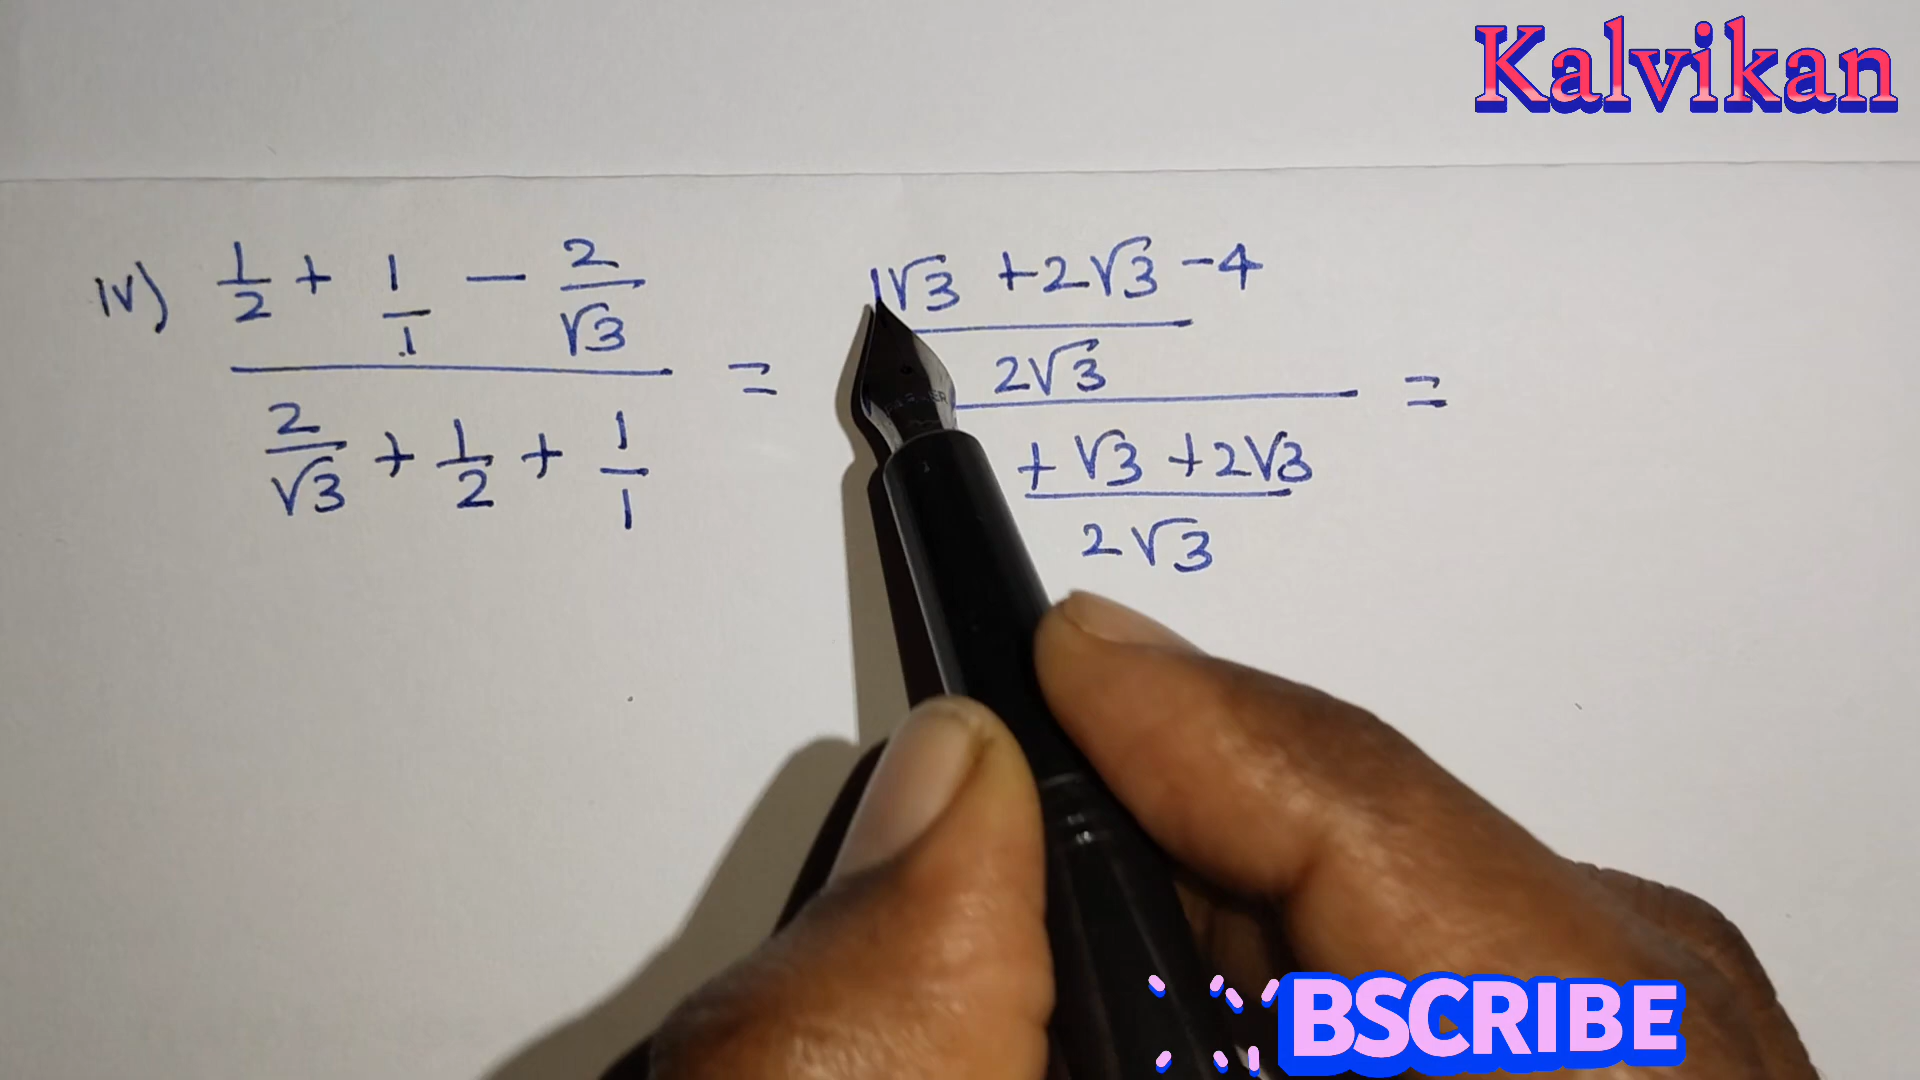 Kalvikan
iv) 1/2 + 1/1 - 2/√3 = 1√3 + 2√3 - 4
2√3
2/√3 + 1/2 + 1/1 + √3 + 2√3 =
2√3
BSCRIBE